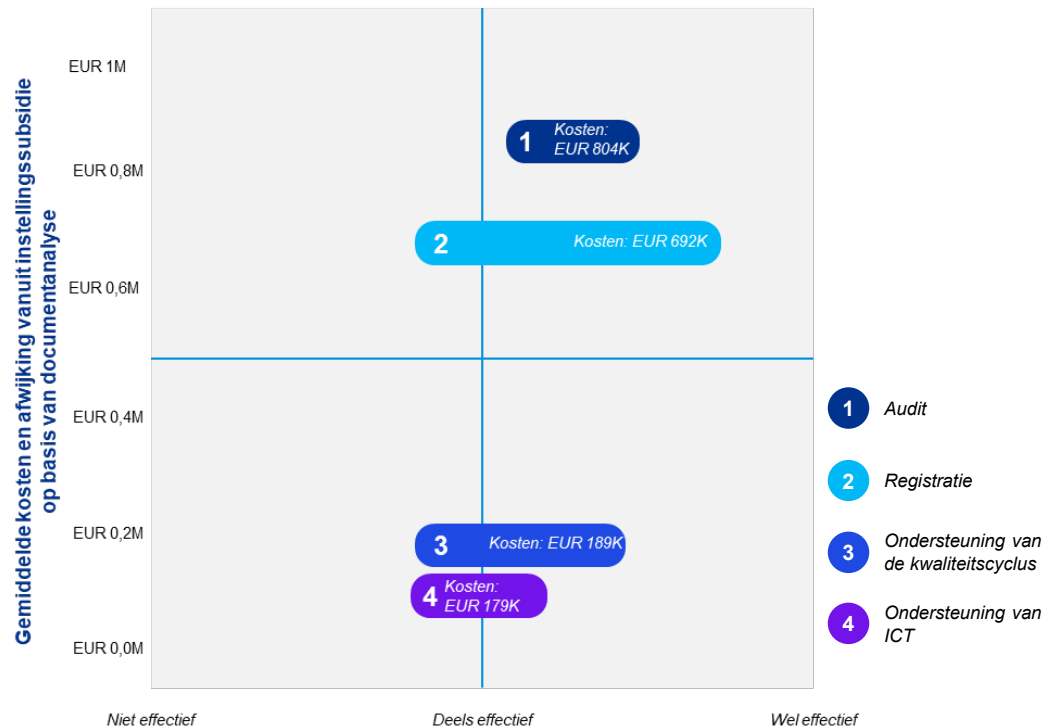 Gemiddelde kosten en afwijking vanuit instellingssubsidie
op basis van documentanalyse
EUR 1M
EUR 0,8M
EUR 0,6M
EUR 0,4M
EUR 0,2M
EUR 0,0M
1
Kosten:
EUR 804K
2
Kosten: EUR 692K
3
Kosten: EUR 189K
4
Kosten:
EUR 179K
Niet effectief
Deels effectief
Wel effectief
1
Audit
2
Registratie
3
Ondersteuning van
de kwaliteitscyclus
4
Ondersteuning van
ICT